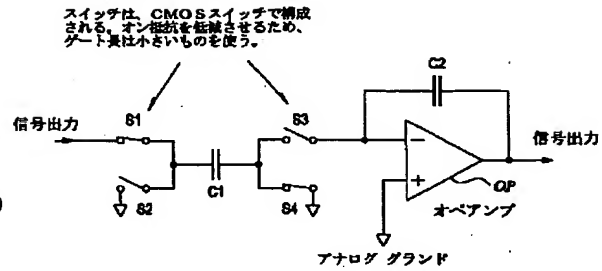 スイッチは、CMOSスイッチで構成
される。オン抵抗を低減させるため、
ゲート長は小さいものを使う。
C2
S1
S3
信号出力
信号出力
C1
S2
S4
OP
オペアンプ
アナログ グランド